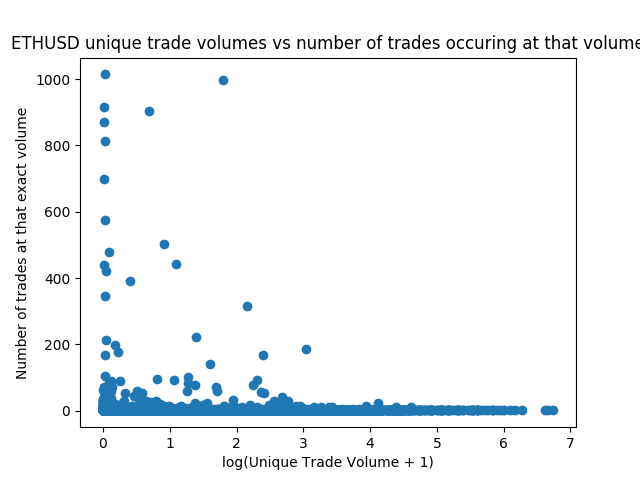 ETHUSD unique trade volumes vs number of trades occuring at that volume
1000
800
600
400
200
0
Number of trades at that exact volume
0 1 2 3 4 5 6 7
log(Unique Trade Volume + 1)